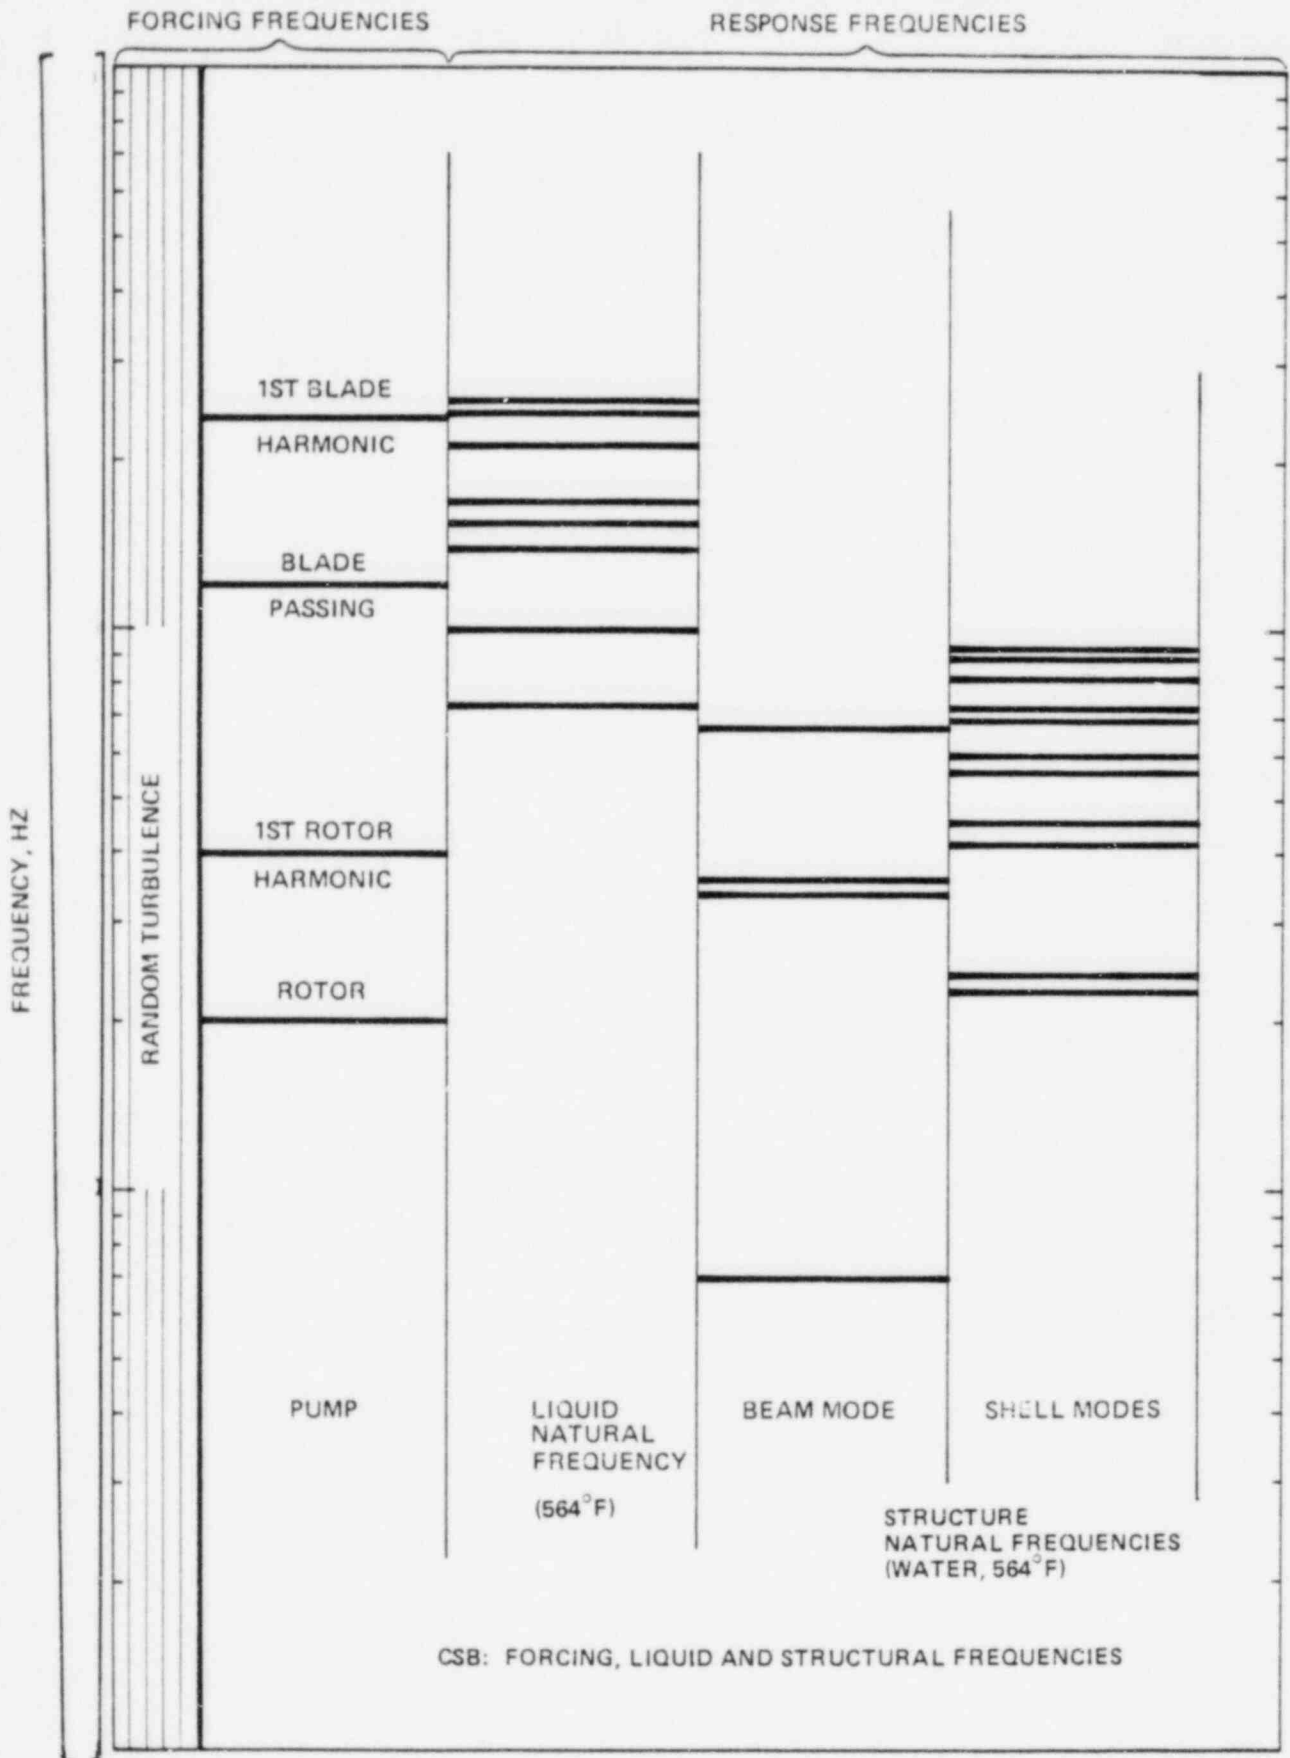 FORCING FREQUENCIES
RESPONSE FREQUENCIES
FREQUENCY, HZ
RANDOM TURBULENCE
1ST BLADE
HARMONIC
BLADE
PASSING
1ST ROTOR
HARMONIC
ROTOR
PUMP
LIQUID
NATURAL
FREQUENCY
(564°F)
BEAM MODE
SHELL MODES
STRUCTURE
NATURAL FREQUENCIES
(WATER, 564°F)
CSB: FORCING, LIQUID AND STRUCTURAL FREQUENCIES